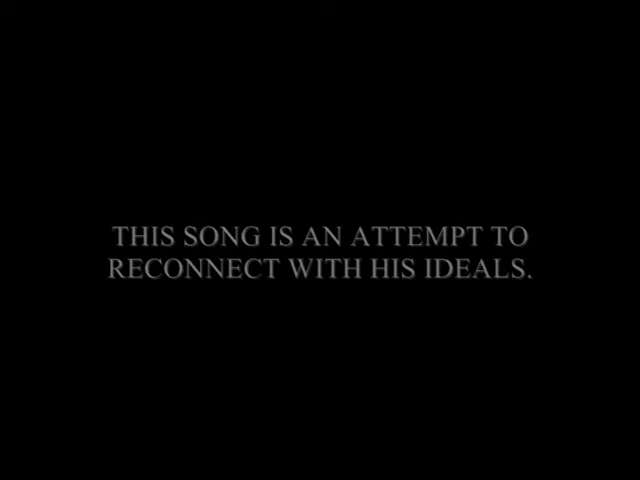 THIS SONG IS AN ATTEMPT TO
RECONNECT WITH HIS IDEALS.